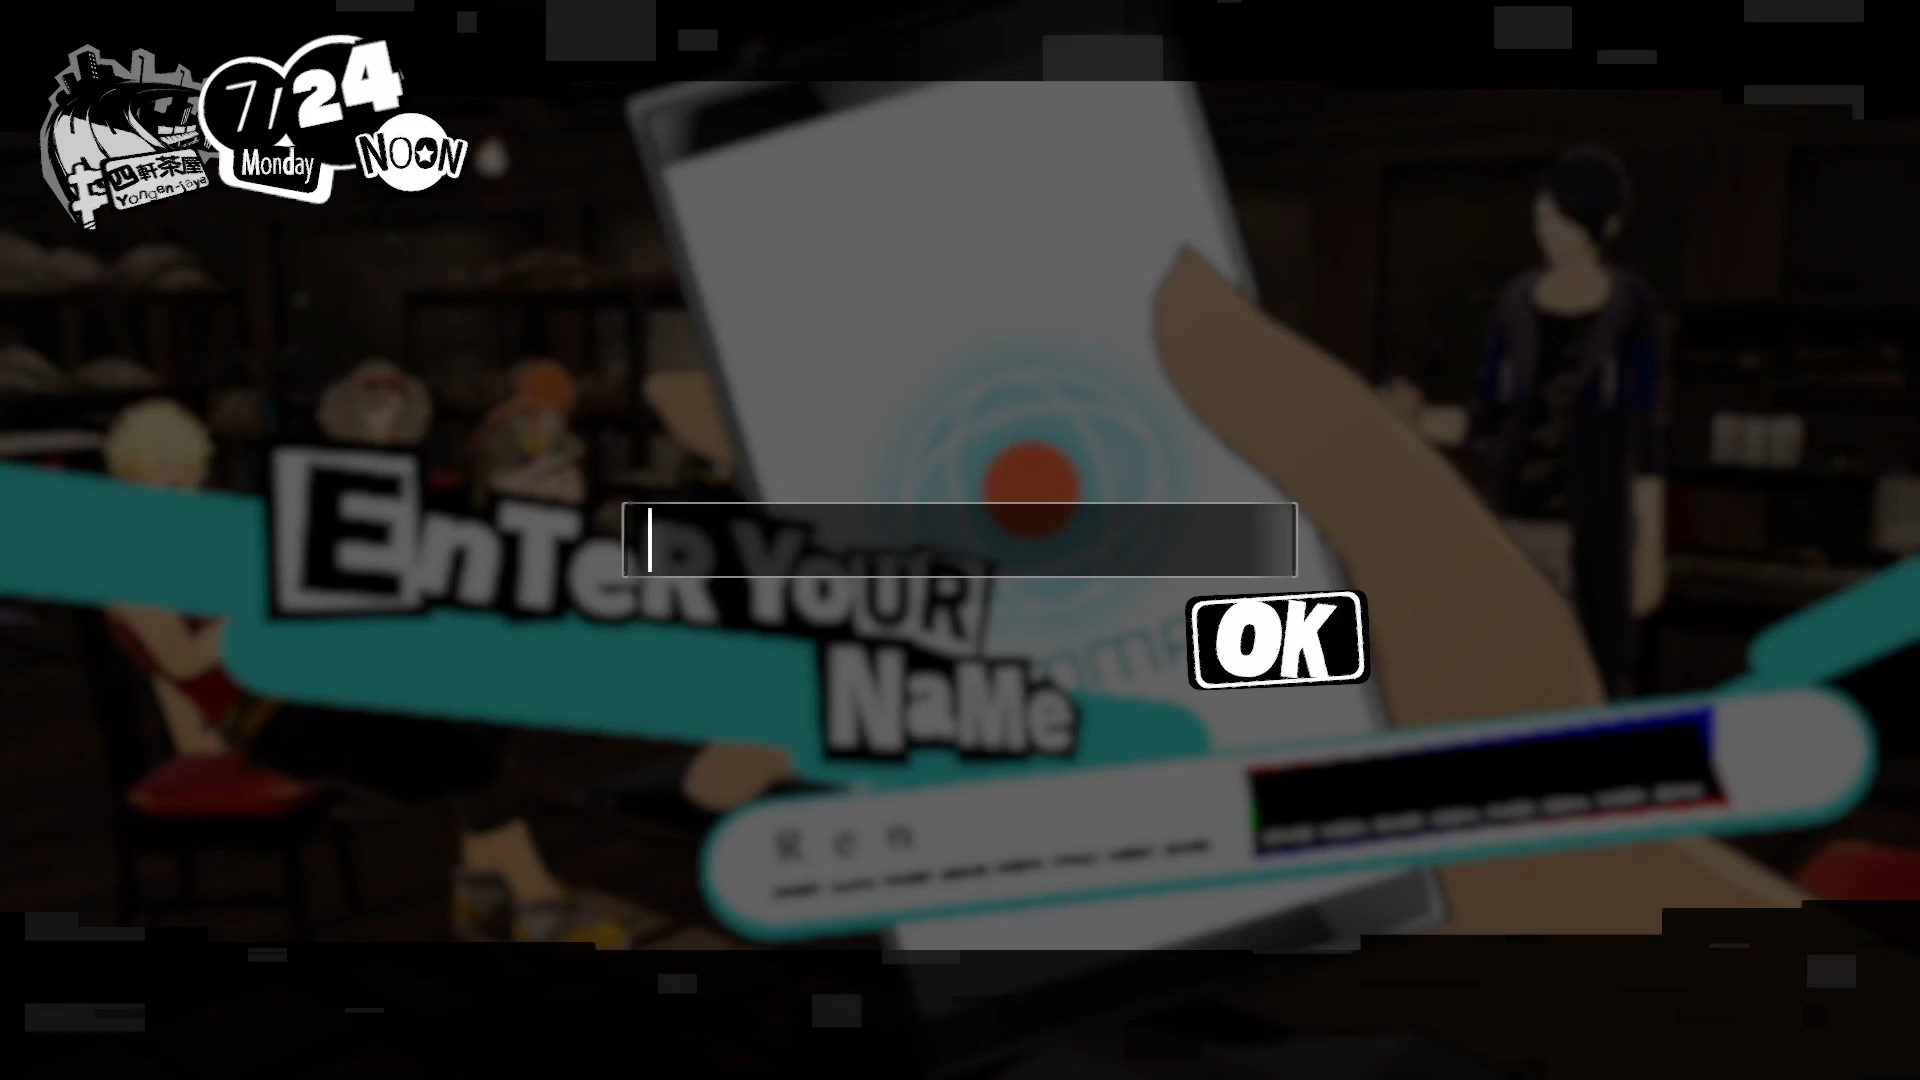 7/24
Monday
NOON
四軒茶屋
Yongen-jaya
EnTeR YoUR
NaMe
OK
Ren